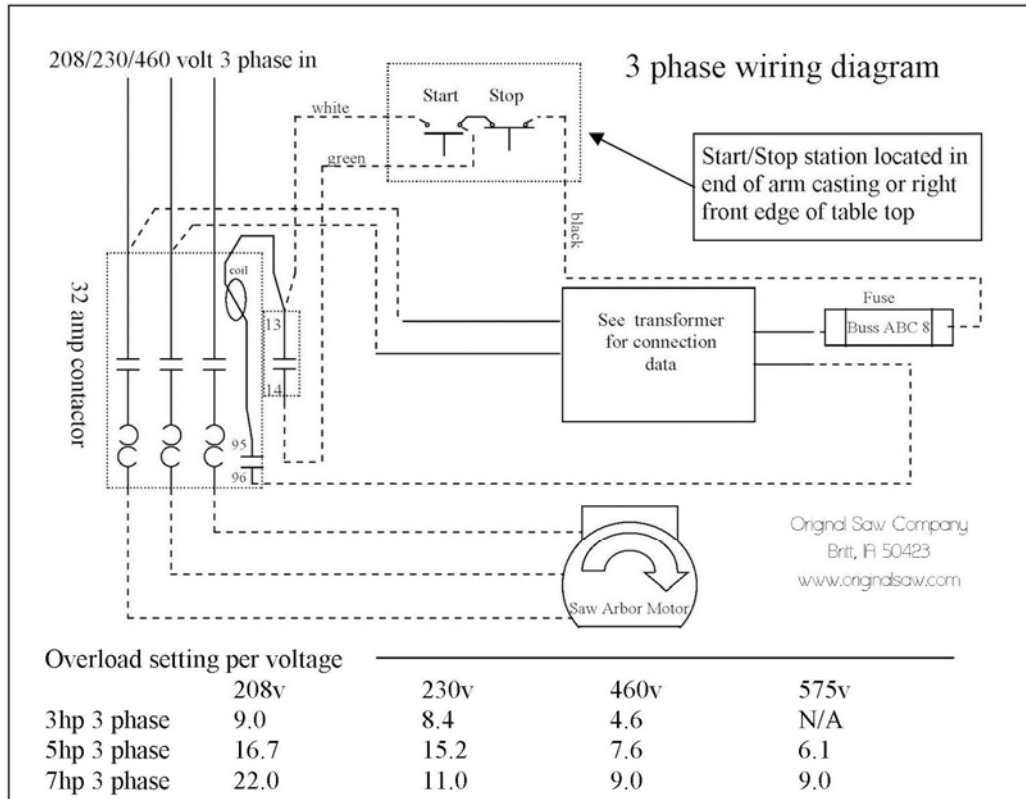 208/230/460 volt 3 phase in
3 phase wiring diagram
white
Start Stop
green
Start/Stop station located in
end of arm casting or right
front edge of table top
black
coil
32 amp contactor
13
14
95
96
See transformer
for connection
data
Fuse
Buss ABC 8
Orignal Saw Company
Britt, IA 50423
www.originalsaw.com
Saw Arbor Motor
Overload setting per voltage
208v 230v 460v 575v
3hp 3 phase 9.0 8.4 4.6 N/A
5hp 3 phase 16.7 15.2 7.6 6.1
7hp 3 phase 22.0 11.0 9.0 9.0